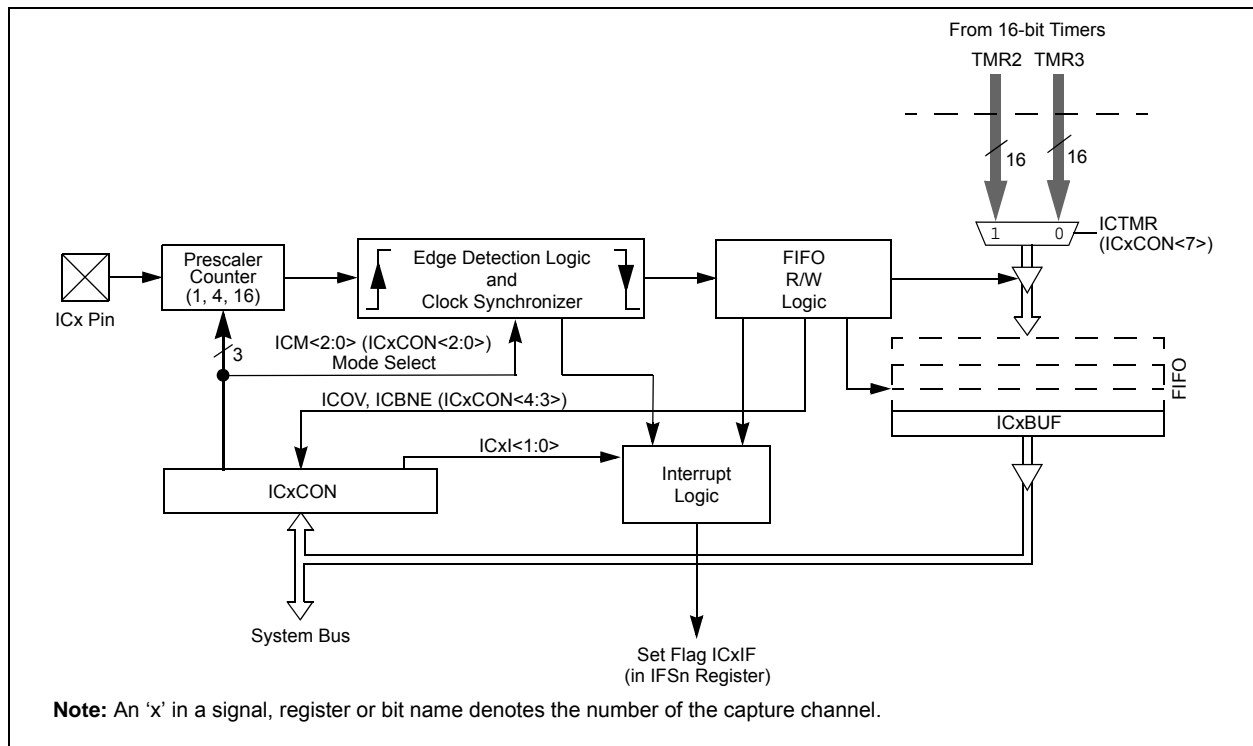 From 16-bit Timers
TMR2 TMR3
16 16
1 0
ICTMR
(ICxCON<7>)
Prescaler
Counter
(1, 4, 16)
Edge Detection Logic
and
Clock Synchronizer
FIFO
R/W
Logic
ICx Pin
3
ICM<2:0> (ICxCON<2:0>)
Mode Select
FIFO
ICOV, ICBNE (ICxCON<4:3>)
ICxBUF
ICxI<1:0>
ICxCON
Interrupt
Logic
System Bus
Set Flag ICxIF
(in IFSn Register)
Note: An ‘x’ in a signal, register or bit name denotes the number of the capture channel.